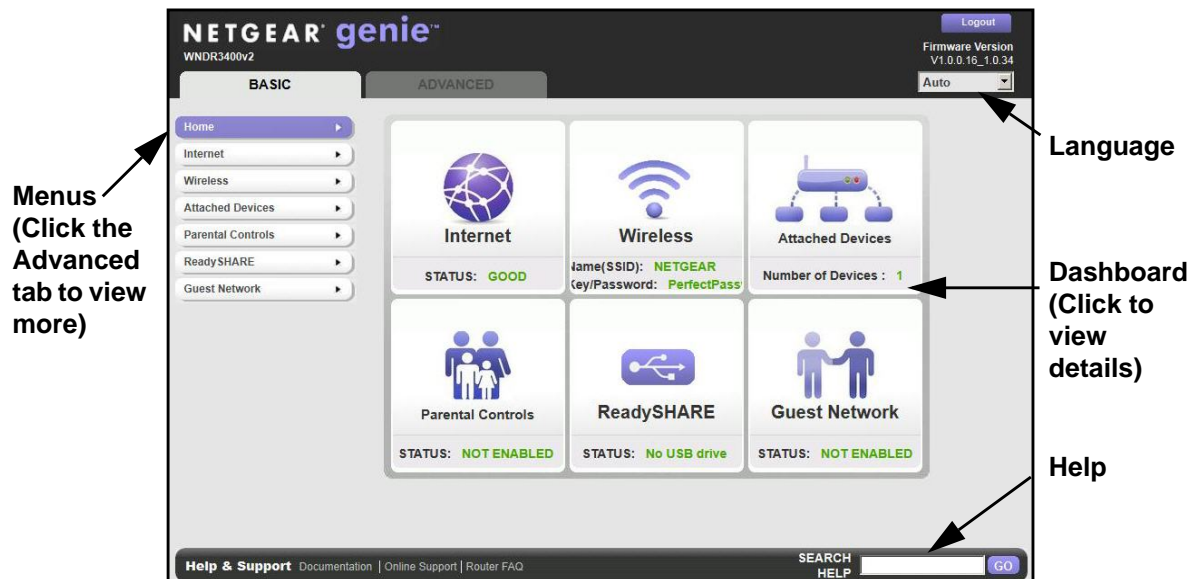 NETGEAR® genie™
WNDR3400v2
Logout
Firmware Version
V1.0.0.16_1.0.34
BASIC
ADVANCED
Auto
Home
Internet
Wireless
Attached Devices
Parental Controls
ReadySHARE
Guest Network
Internet
STATUS: GOOD
Wireless
Name(SSID): NETGEAR
Key/Password: PerfectPass
Attached Devices
Number of Devices : 1
Parental Controls
STATUS: NOT ENABLED
ReadySHARE
STATUS: No USB drive
Guest Network
STATUS: NOT ENABLED
Help & Support Documentation | Online Support | Router FAQ
SEARCH
HELP
GO
Menus
(Click the
Advanced
tab to view
more)
Language
Dashboard
(Click to
view
details)
Help